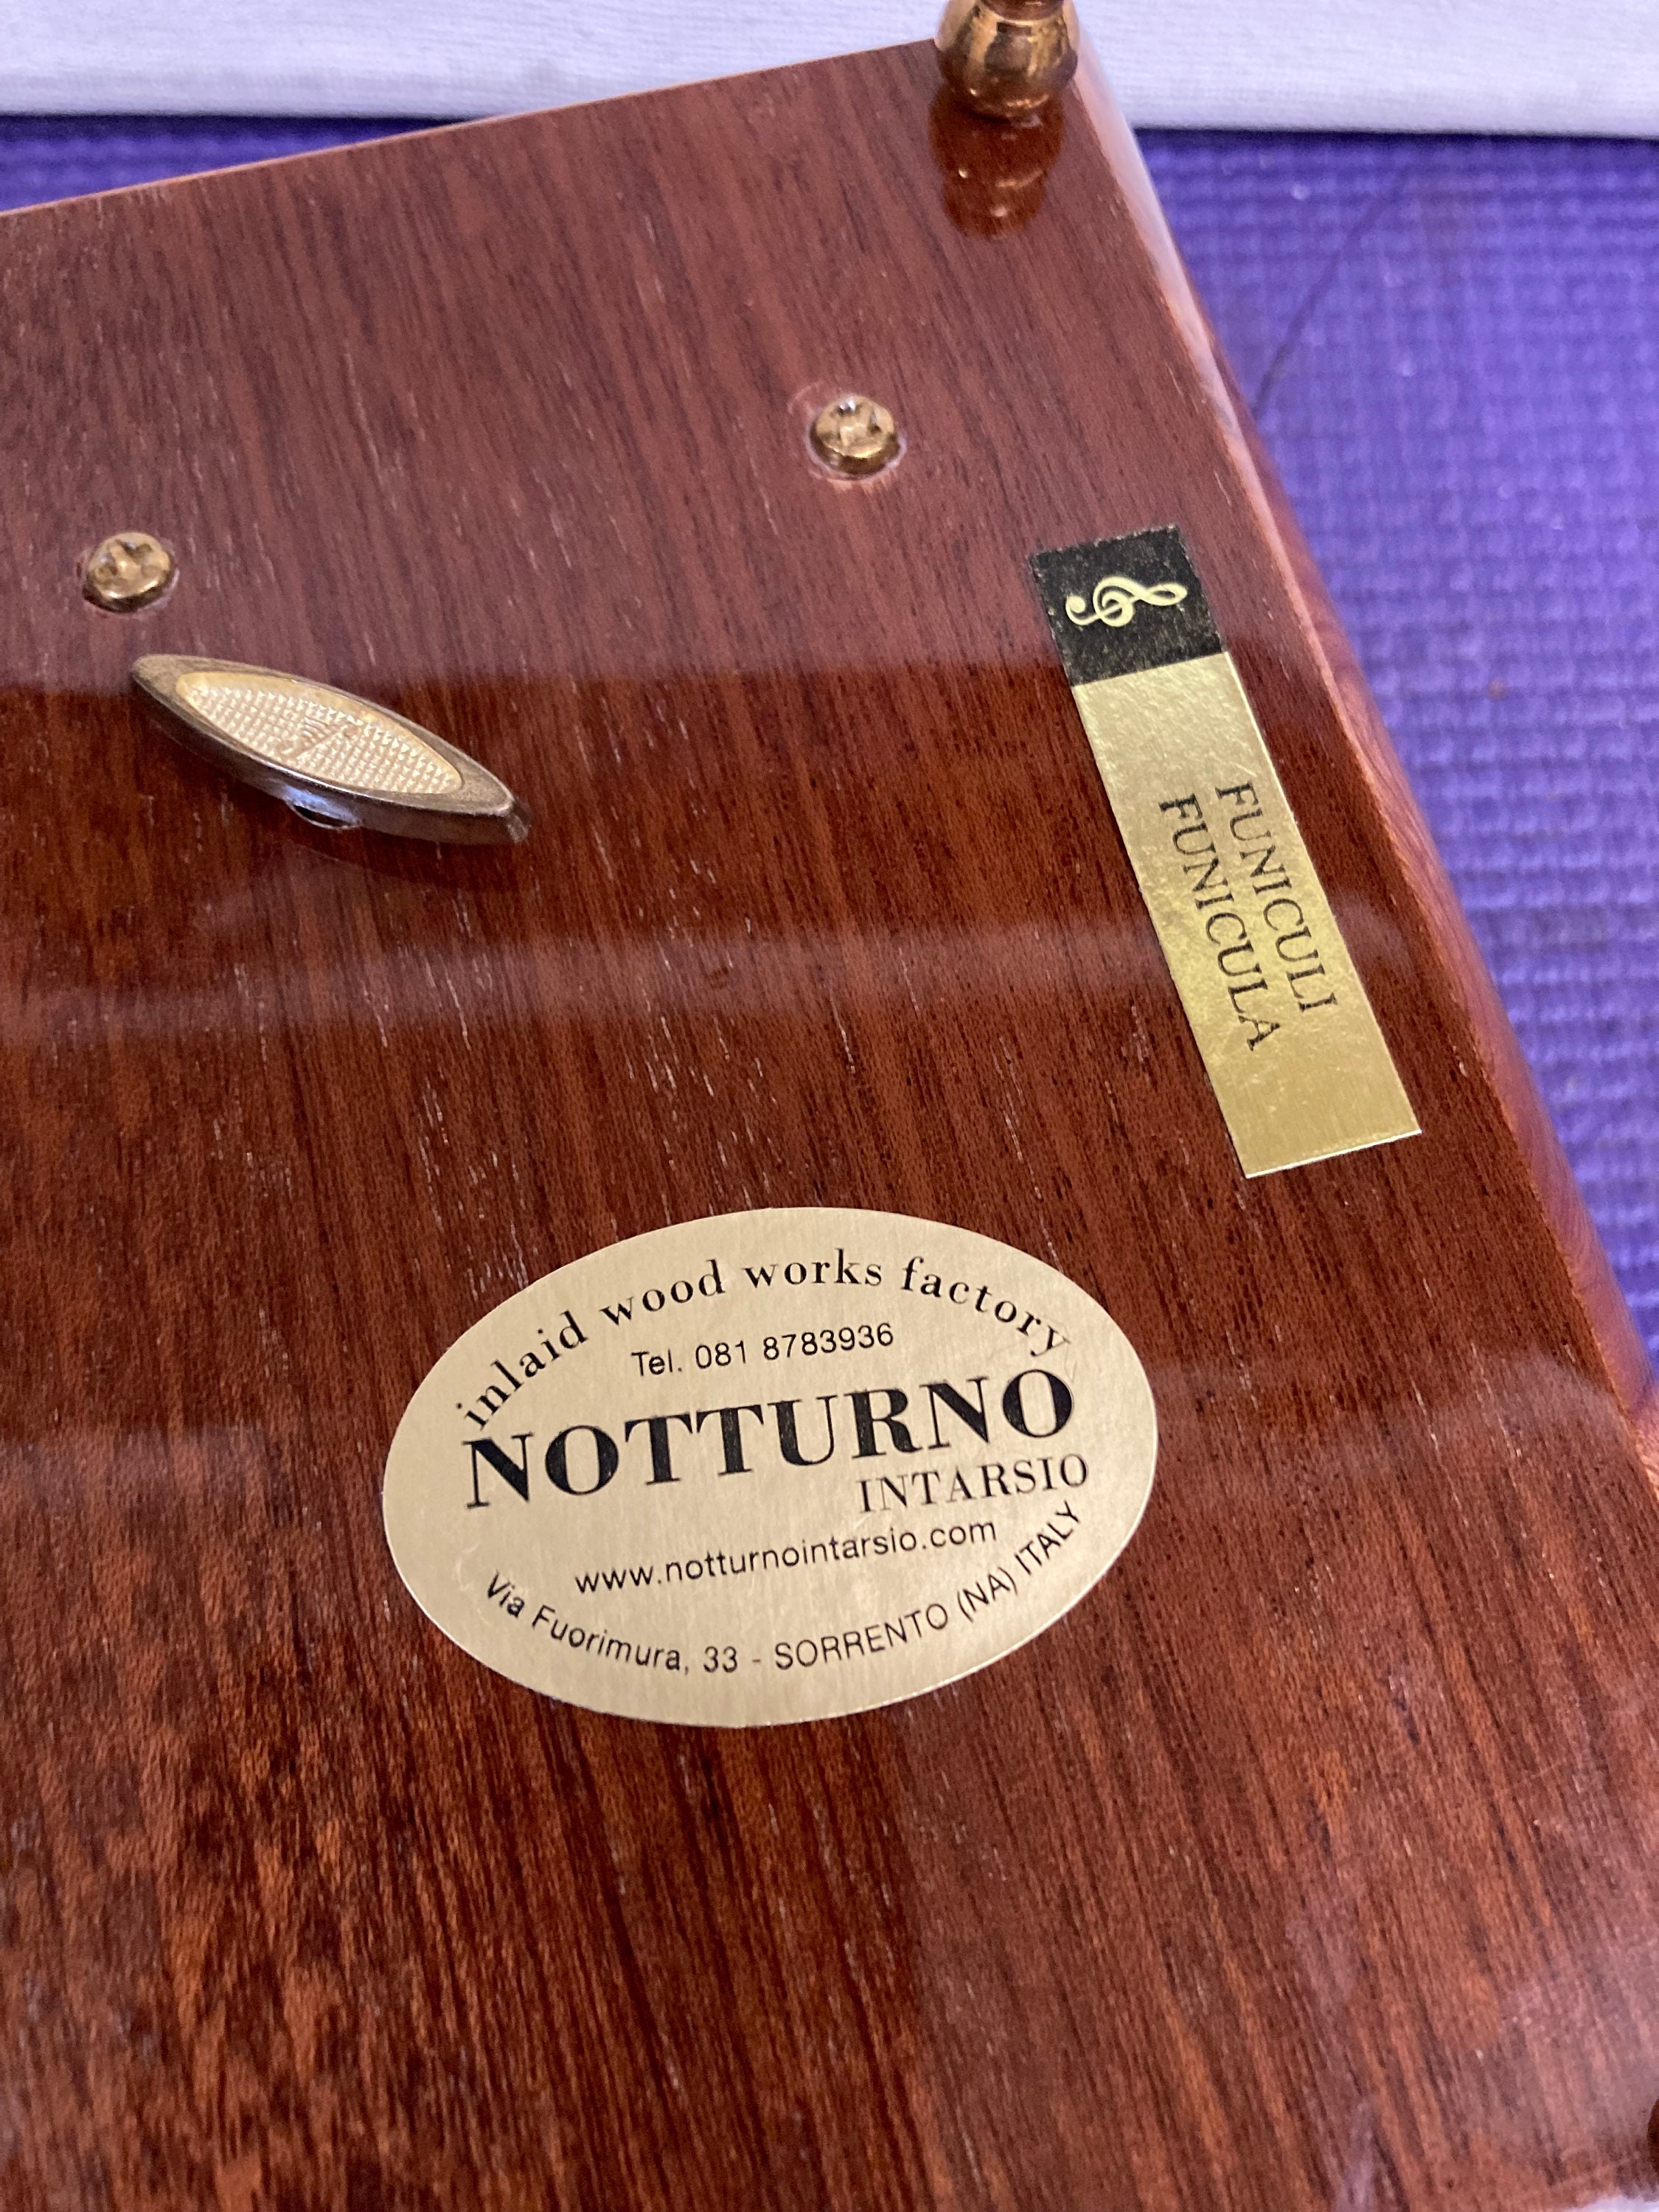 FUNICULI
FUNICULA
inlaid wood works factory
Tel. 081 8783936
NOTTURNO
INTARSIO
www.notturnointarsio.com
Via Fuorimura, 33 - SORRENTO (NA) ITALY